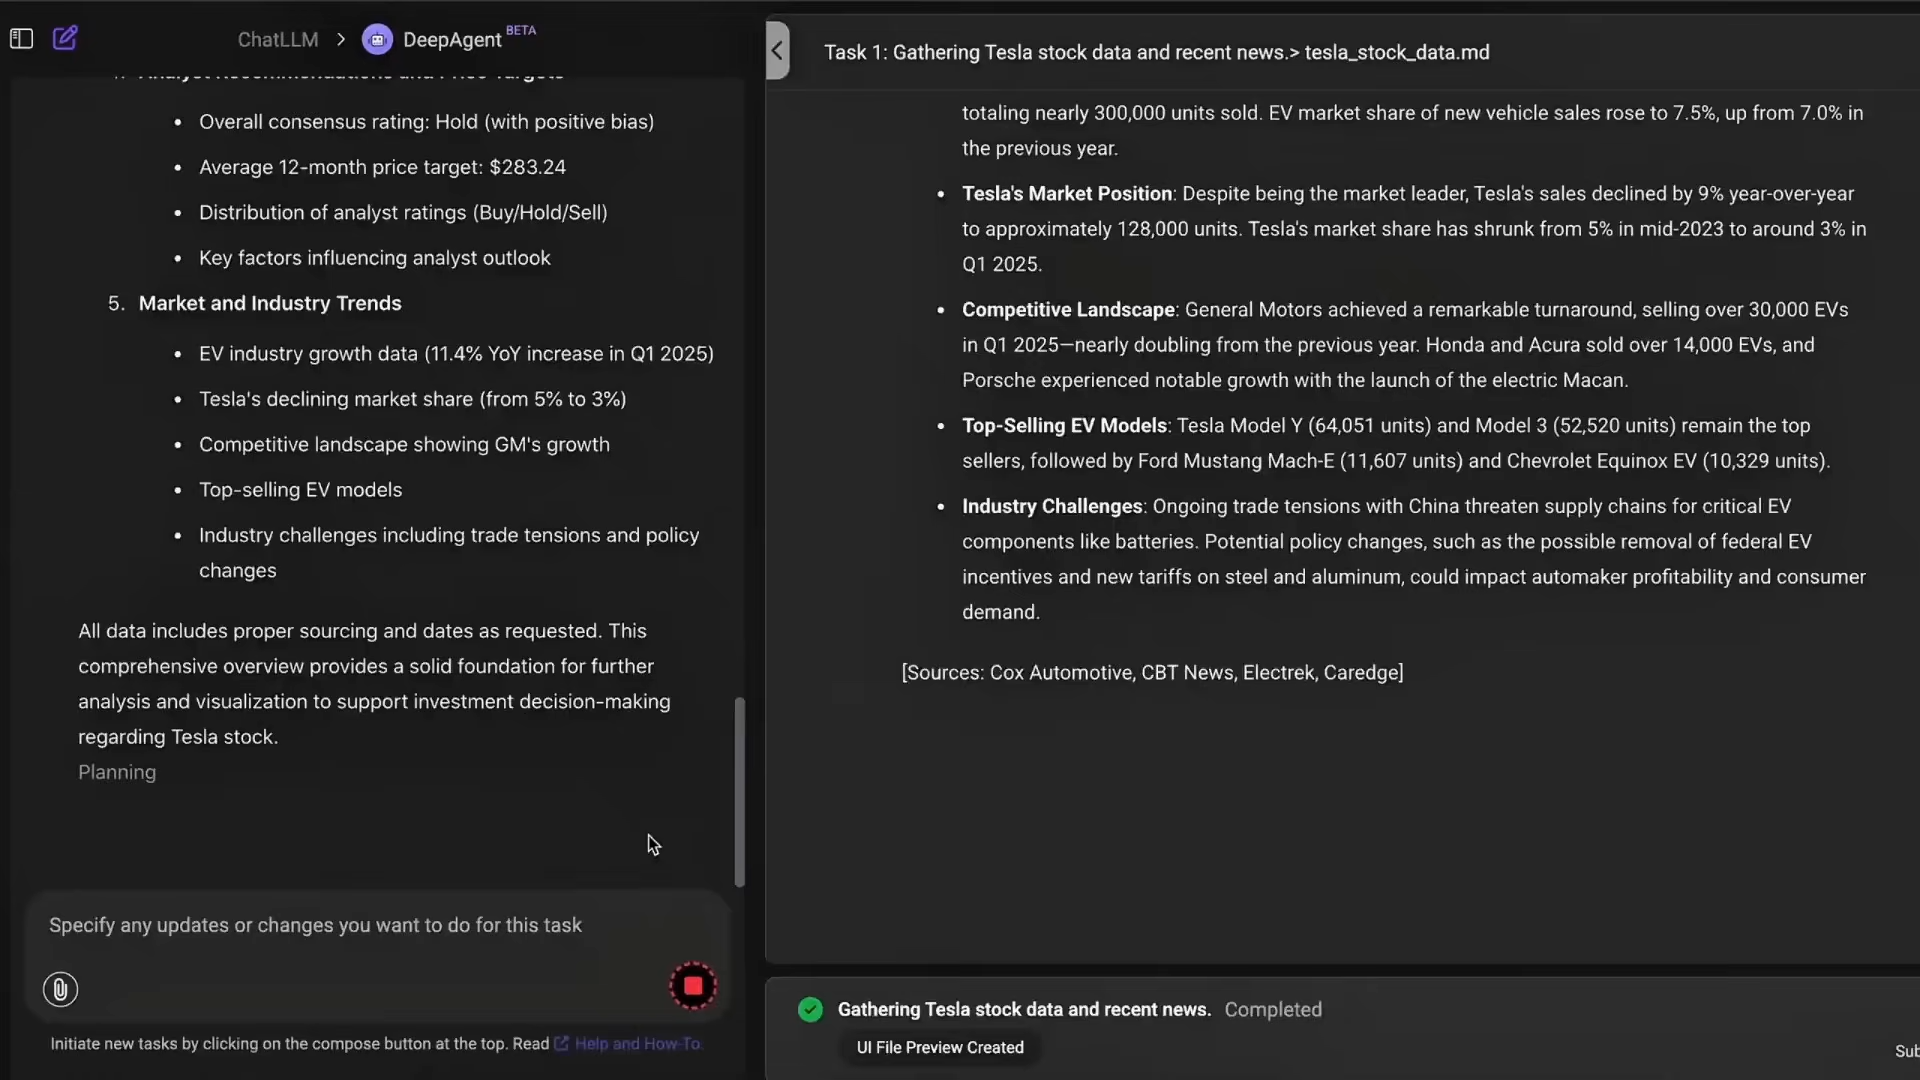 ChatLLM > DeepAgent BETA
Analyst Recommendations and Price Targets
• Overall consensus rating: Hold (with positive bias)
• Average 12-month price target: $283.24
• Distribution of analyst ratings (Buy/Hold/Sell)
• Key factors influencing analyst outlook
5. Market and Industry Trends
• EV industry growth data (11.4% YoY increase in Q1 2025)
• Tesla's declining market share (from 5% to 3%)
• Competitive landscape showing GM's growth
• Top-selling EV models
• Industry challenges including trade tensions and policy
changes
All data includes proper sourcing and dates as requested. This
comprehensive overview provides a solid foundation for further
analysis and visualization to support investment decision-making
regarding Tesla stock.
Planning
Specify any updates or changes you want to do for this task
Initiate new tasks by clicking on the compose button at the top. Read Help and How-To.
Task 1: Gathering Tesla stock data and recent news.> tesla_stock_data.md
totaling nearly 300,000 units sold. EV market share of new vehicle sales rose to 7.5%, up from 7.0% in
the previous year.
• Tesla's Market Position: Despite being the market leader, Tesla's sales declined by 9% year-over-year
to approximately 128,000 units. Tesla's market share has shrunk from 5% in mid-2023 to around 3% in
Q1 2025.
• Competitive Landscape: General Motors achieved a remarkable turnaround, selling over 30,000 EVs
in Q1 2025—nearly doubling from the previous year. Honda and Acura sold over 14,000 EVs, and
Porsche experienced notable growth with the launch of the electric Macan.
• Top-Selling EV Models: Tesla Model Y (64,051 units) and Model 3 (52,520 units) remain the top
sellers, followed by Ford Mustang Mach-E (11,607 units) and Chevrolet Equinox EV (10,329 units).
• Industry Challenges: Ongoing trade tensions with China threaten supply chains for critical EV
components like batteries. Potential policy changes, such as the possible removal of federal EV
incentives and new tariffs on steel and aluminum, could impact automaker profitability and consumer
demand.
[Sources: Cox Automotive, CBT News, Electrek, Caredge]
Gathering Tesla stock data and recent news. Completed
UI File Preview Created
Sub